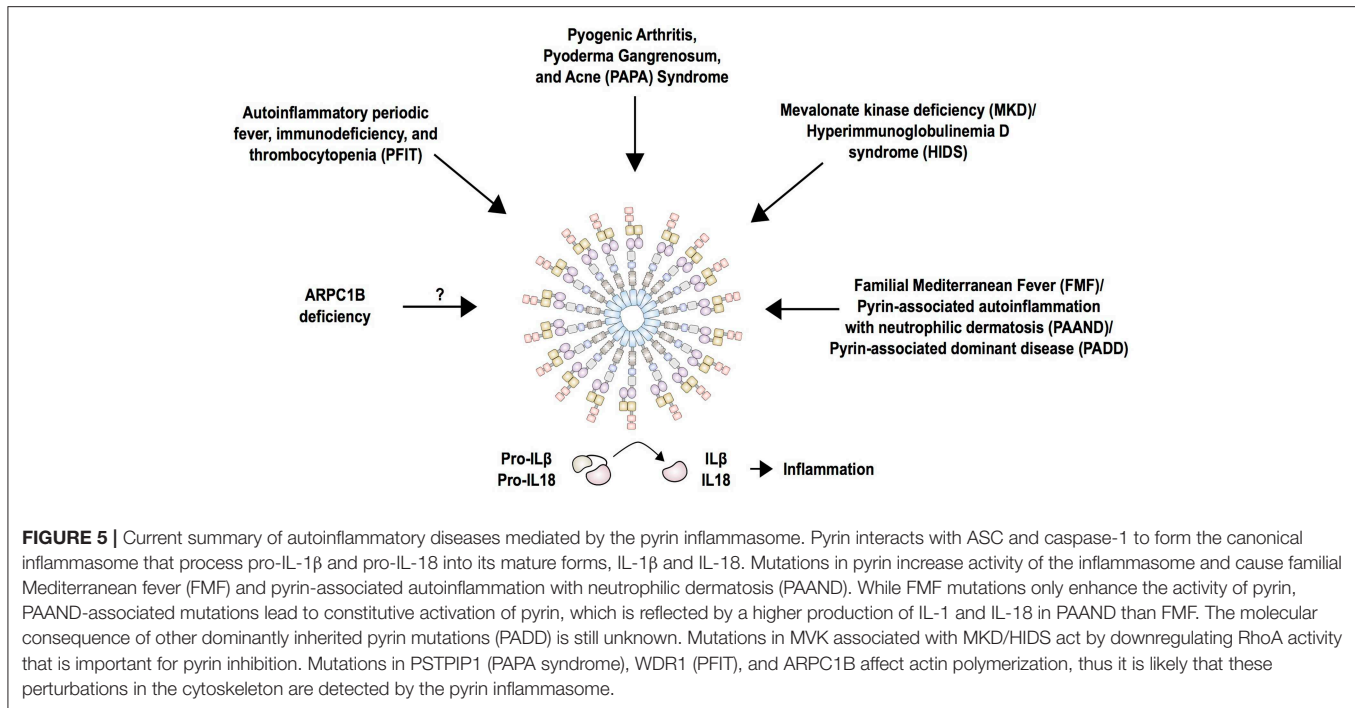 Pyogenic Arthritis,
Pyoderma Gangrenosum,
and Acne (PAPA) Syndrome
Autoinflammatory periodic
fever, immunodeficiency, and
thrombocytopenia (PFIT)
Mevalonate kinase deficiency (MKD)/
Hyperimmunoglobulinemia D
syndrome (HIDS)
ARPC1B
deficiency
?
Familial Mediterranean Fever (FMF)/
Pyrin-associated autoinflammation
with neutrophilic dermatosis (PAAND)/
Pyrin-associated dominant disease (PADD)
Pro-ILβ
Pro-IL18
ILβ
IL18
Inflammation
FIGURE 5 | Current summary of autoinflammatory diseases mediated by the pyrin inflammasome. Pyrin interacts with ASC and caspase-1 to form the canonical
inflammasome that process pro-IL-1β and pro-IL-18 into its mature forms, IL-1β and IL-18. Mutations in pyrin increase activity of the inflammasome and cause familial
Mediterranean fever (FMF) and pyrin-associated autoinflammation with neutrophilic dermatosis (PAAND). While FMF mutations only enhance the activity of pyrin,
PAAND-associated mutations lead to constitutive activation of pyrin, which is reflected by a higher production of IL-1 and IL-18 in PAAND than FMF. The molecular
consequence of other dominantly inherited pyrin mutations (PADD) is still unknown. Mutations in MVK associated with MKD/HIDS act by downregulating RhoA activity
that is important for pyrin inhibition. Mutations in PSTPIP1 (PAPA syndrome), WDR1 (PFIT), and ARPC1B affect actin polymerization, thus it is likely that these
perturbations in the cytoskeleton are detected by the pyrin inflammasome.